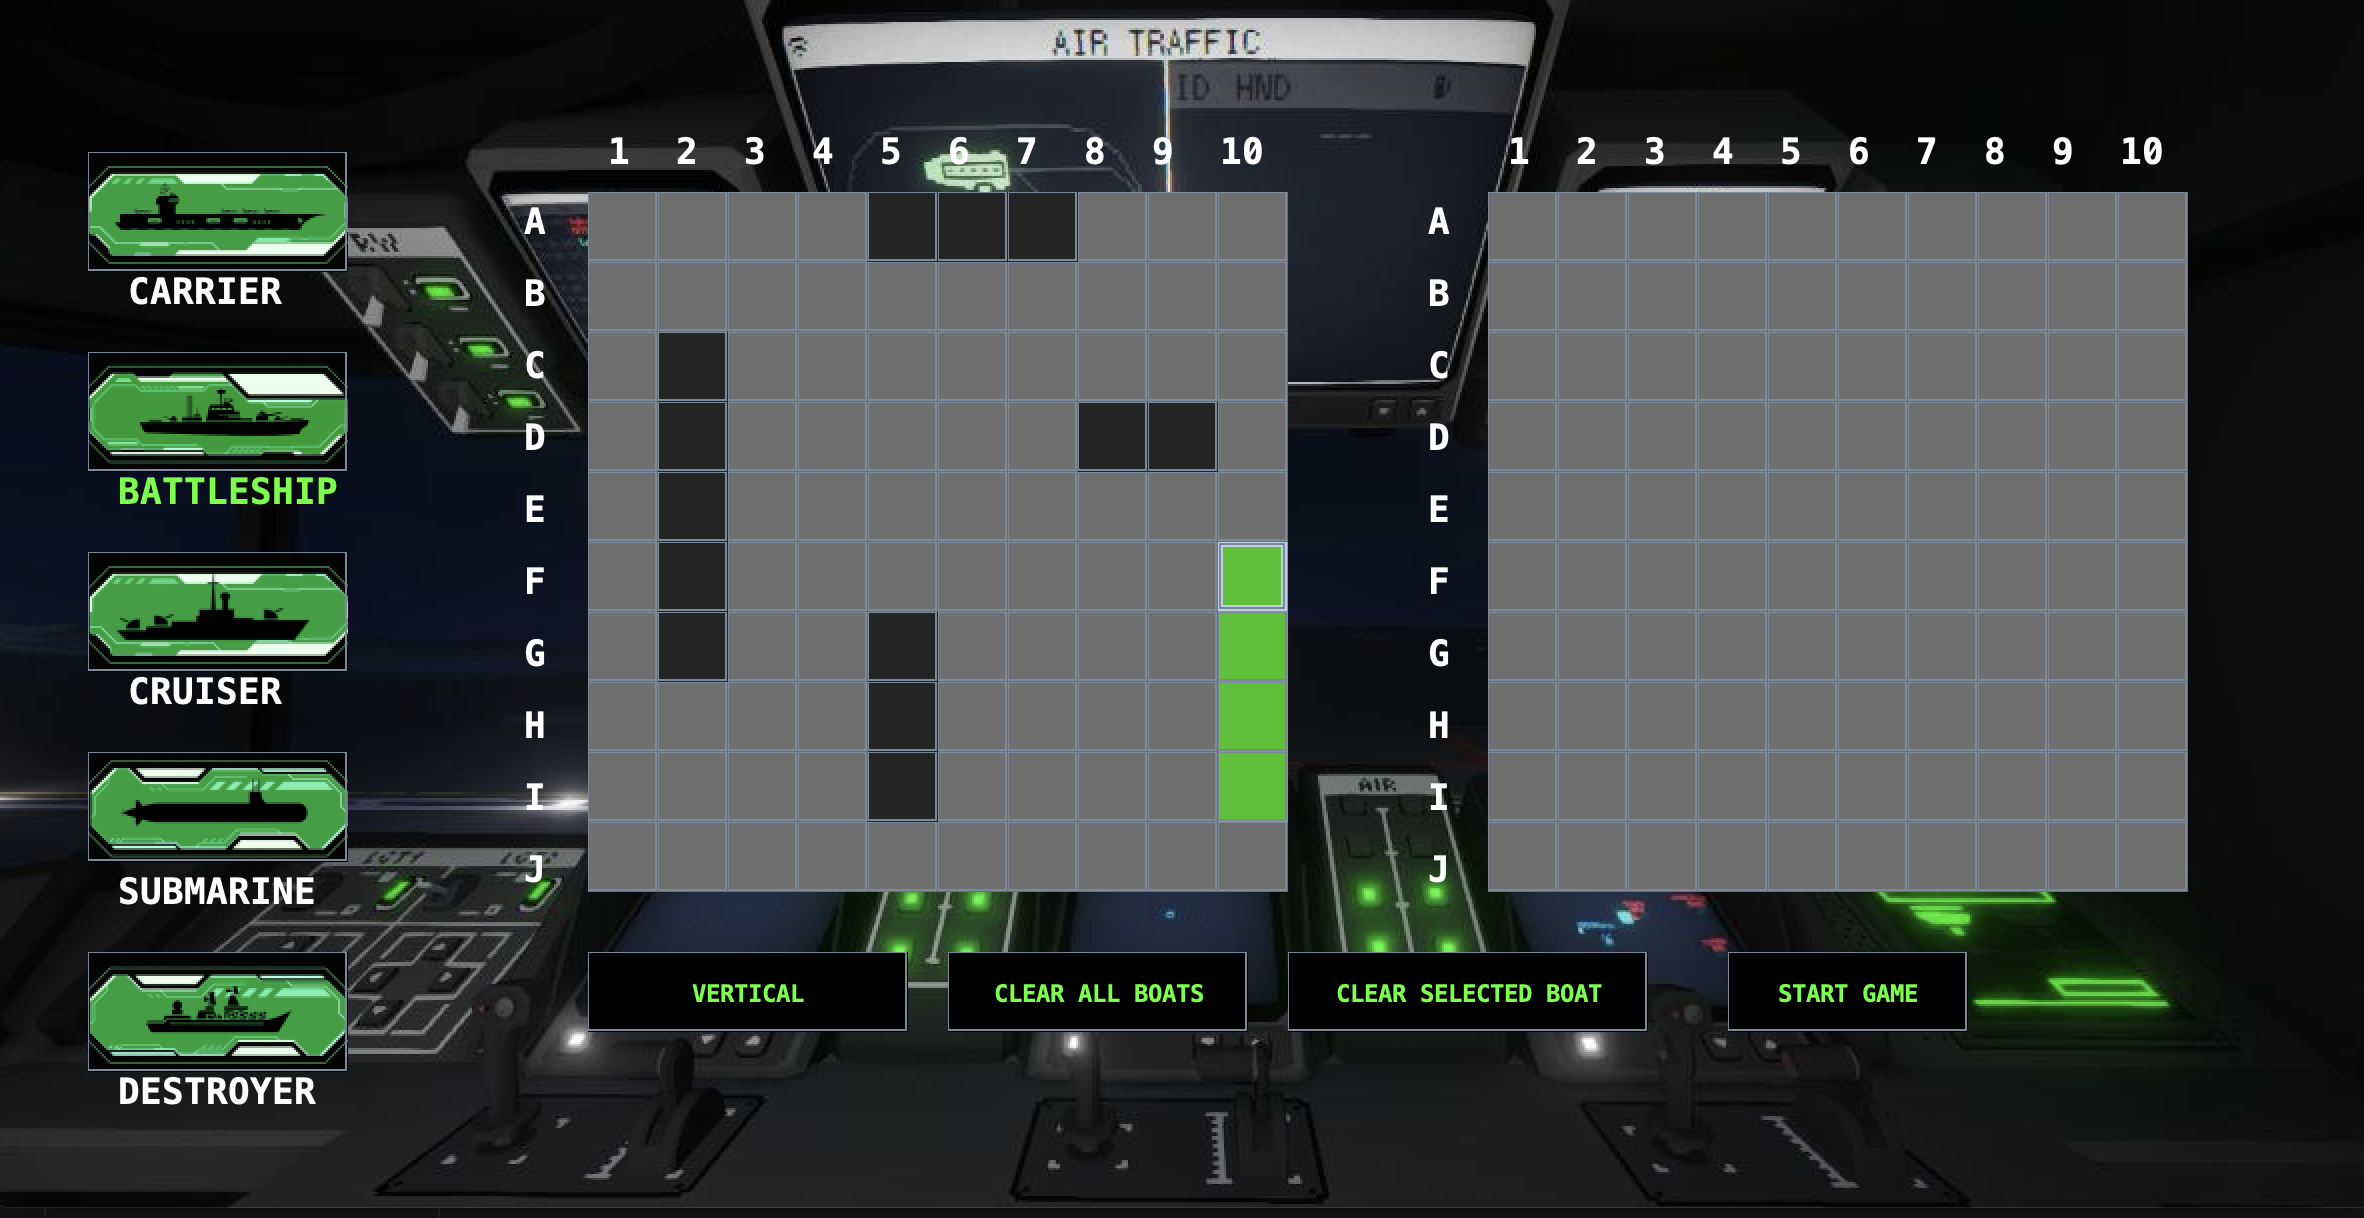 AIR TRAFFIC
ID HND
1 2 3 4 5 6 7 8 9 10
1 2 3 4 5 6 7 8 9 10
A
B
C
D
E
F
G
H
I
J
A
B
C
D
E
F
G
H
I
J
CARRIER
BATTLESHIP
CRUISER
SUBMARINE
DESTROYER
AIR
VERTICAL
CLEAR ALL BOATS
CLEAR SELECTED BOAT
START GAME